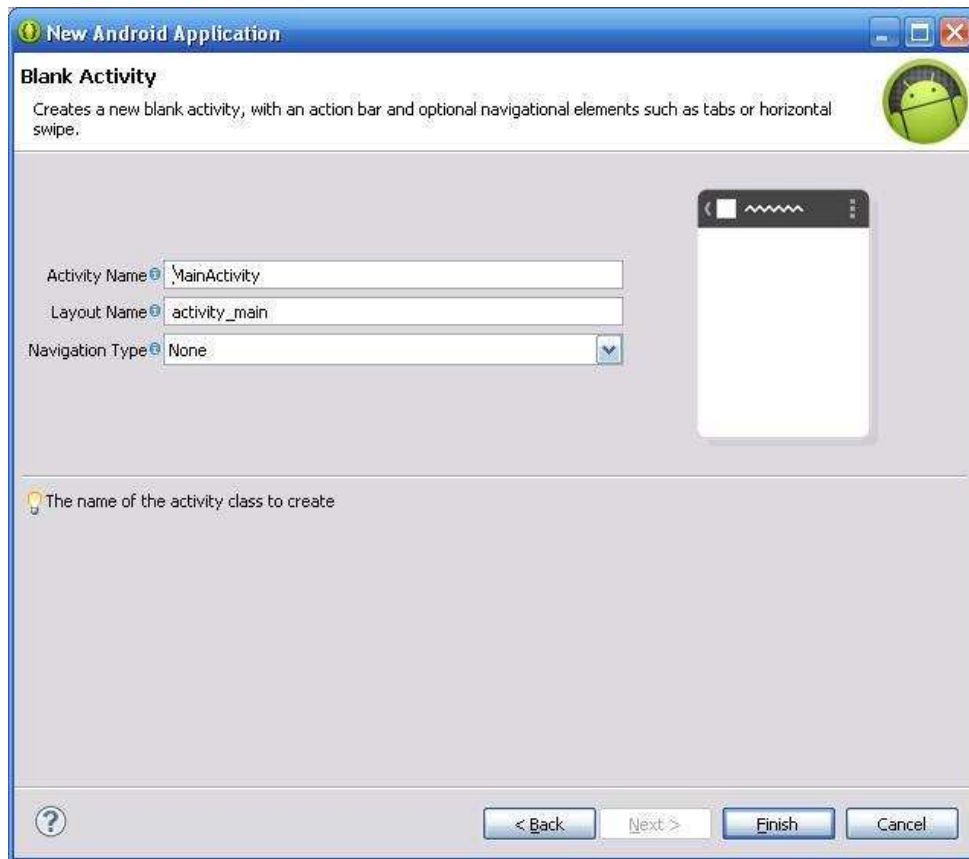 New Android Application
Blank Activity
Creates a new blank activity, with an action bar and optional navigational elements such as tabs or horizontal
swipe.
Activity Name MainActivity
Layout Name activity_main
Navigation Type None
The name of the activity class to create
? < Back Next > Finish Cancel